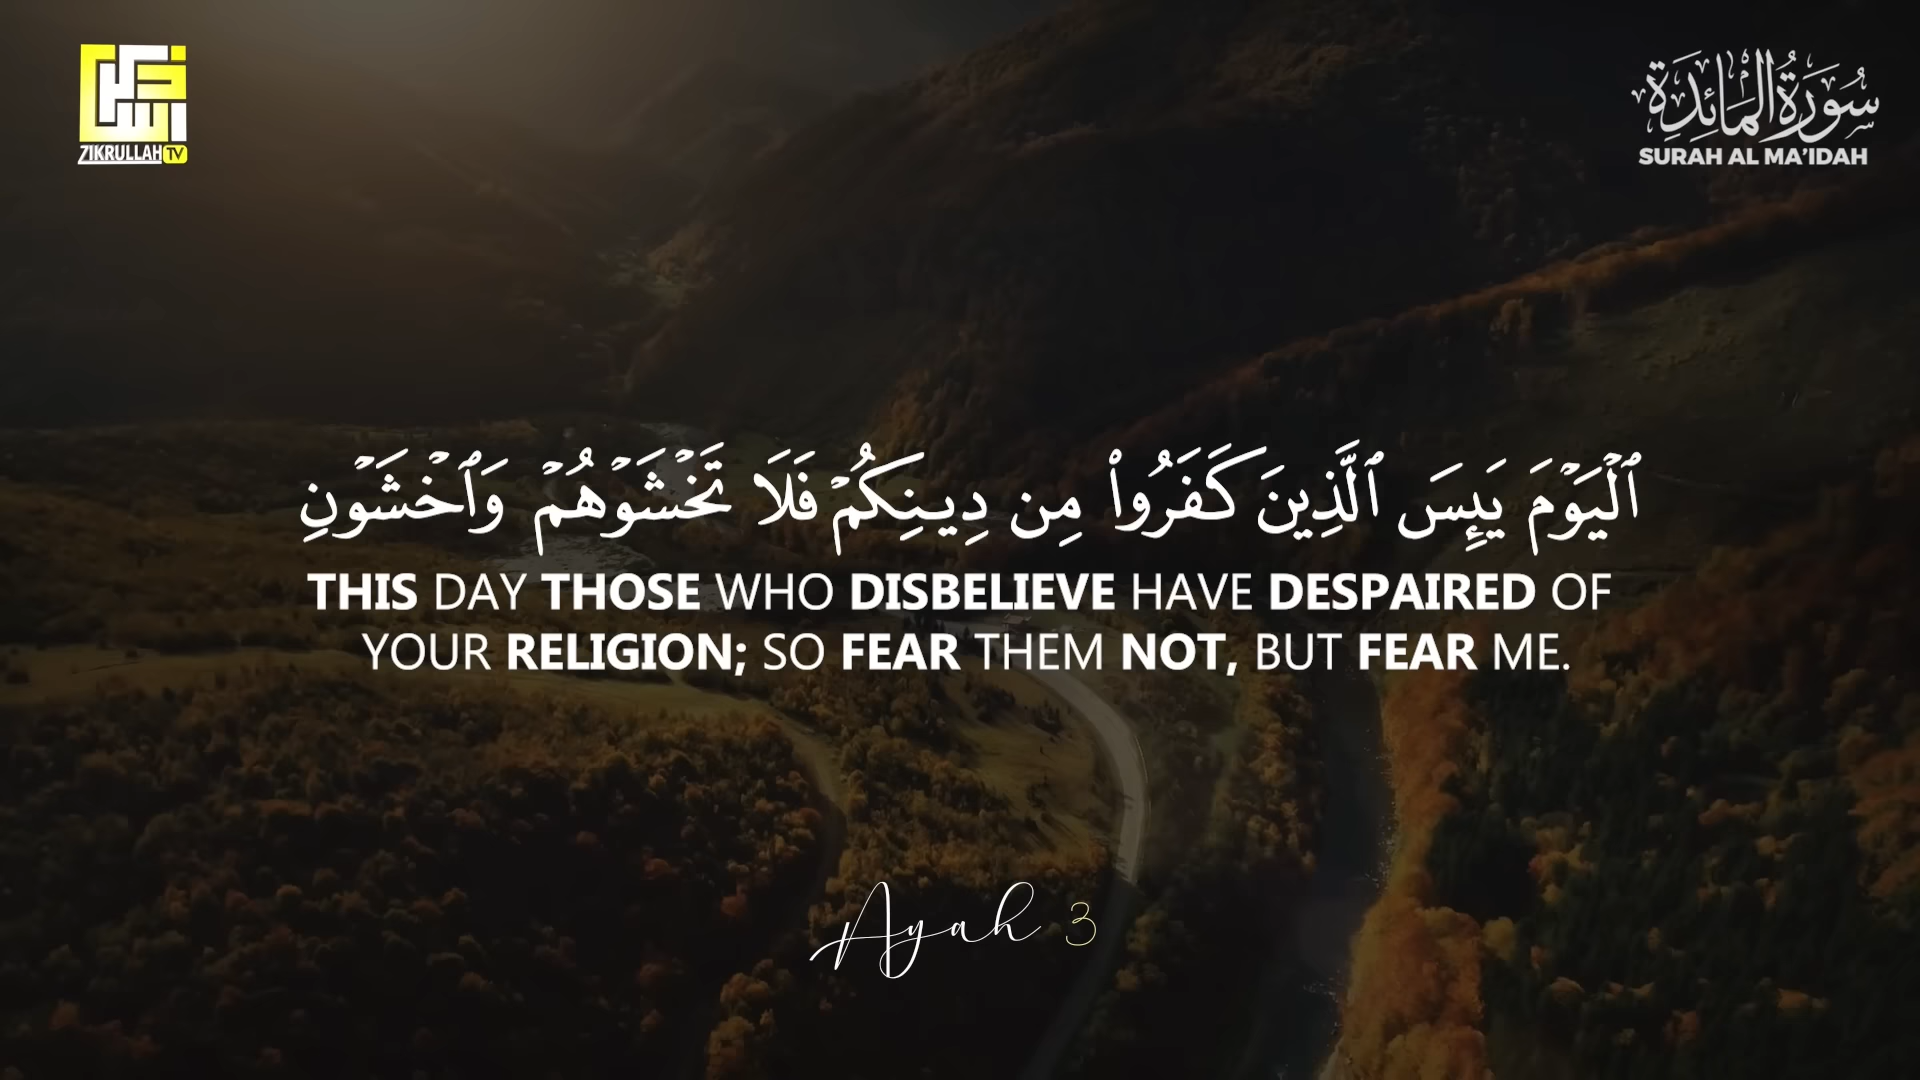 ZIKRULLAH TV
سُورَةُ المَائِدَةِ
SURAH AL MA'IDAH
ٱلْيَوْمَ يَئِسَ ٱلَّذِينَ كَفَرُوا۟ مِن دِينِكُمْ فَلَا تَخْشَوْهُمْ وَٱخْشَوْنِ
THIS DAY THOSE WHO DISBELIEVE HAVE DESPAIRED OF
YOUR RELIGION; SO FEAR THEM NOT, BUT FEAR ME.
Ayah 3